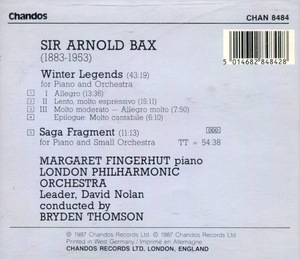 Chandos
CHAN 8484
SIR ARNOLD BAX
(1883-1953)
Winter Legends (43:19)
for Piano and Orchestra
1 I Allegro (13:36)
2 II Lento, molto espressivo (15:11)
3 III Molto moderato — Allegro molto (7:50)
4 Epilogue: Molto cantabile (6:10)
5 Saga Fragment (11:13)
DDD
for Piano and Small Orchestra TT = 54:38
MARGARET FINGERHUT piano
LONDON PHILHARMONIC
ORCHESTRA
Leader, David Nolan
conducted by
BRYDEN THOMSON
5 014682 848428
℗ 1987 Chandos Records Ltd © 1987 Chandos Records Ltd
Printed in West Germany / Imprimé en Allemagne
CHANDOS RECORDS LTD, LONDON, ENGLAND